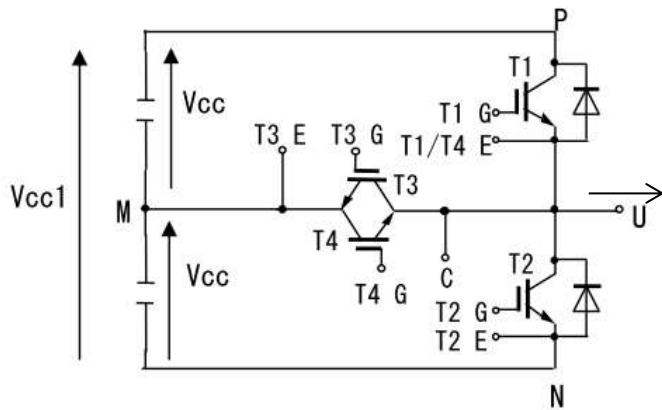 P
T1
Vcc
T1 G
T3 E
T3 G
T1/T4 E
T3
Vcc1
M
U
T4
Vcc
C
T2
T4 G
T2 G
T2 E
N